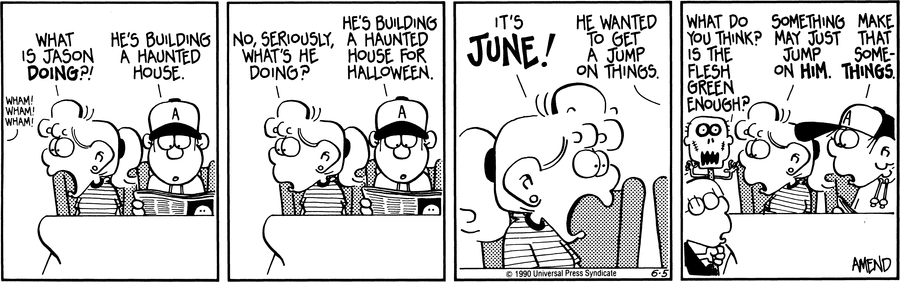 WHAT
IS JASON
DOING?!
WHAM!
WHAM!
WHAM!
HE'S BUILDING
A HAUNTED
HOUSE.
A
NO, SERIOUSLY,
WHAT'S HE
DOING?
HE'S BUILDING
A HAUNTED
HOUSE FOR
HALLOWEEN.
A
IT'S
JUNE!
HE WANTED
TO GET
A JUMP
ON THINGS.
© 1990 Universal Press Syndicate
6-5
WHAT DO
YOU THINK?
IS THE
FLESH
GREEN
ENOUGH?
SOMETHING
MAY JUST
JUMP
ON HIM.
MAKE
THAT
SOME-
THINGS.
A
AMEND